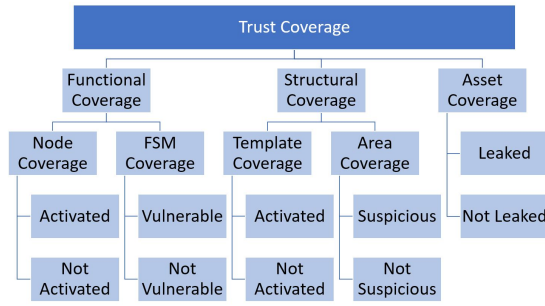 Trust Coverage
Functional
Coverage
Structural
Coverage
Asset
Coverage
Node
Coverage
FSM
Coverage
Template
Coverage
Area
Coverage
Leaked
Activated
Vulnerable
Activated
Suspicious
Not Leaked
Not
Activated
Not
Vulnerable
Not
Activated
Not
Suspicious